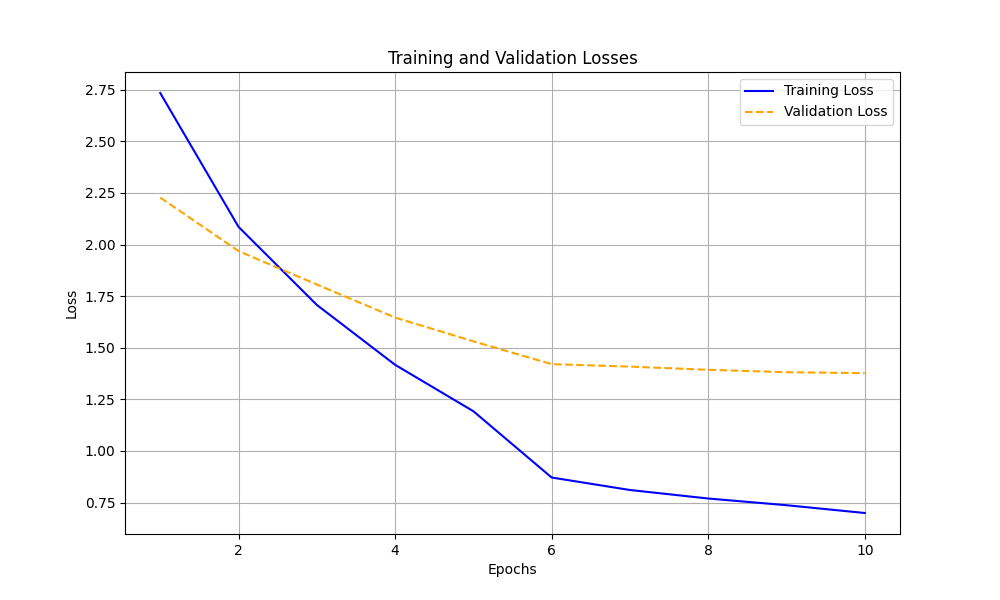 Training and Validation Losses
Training Loss
Validation Loss
2.75
2.50
2.25
2.00
1.75
1.50
1.25
1.00
0.75
Loss
2 4 6 8 10
Epochs